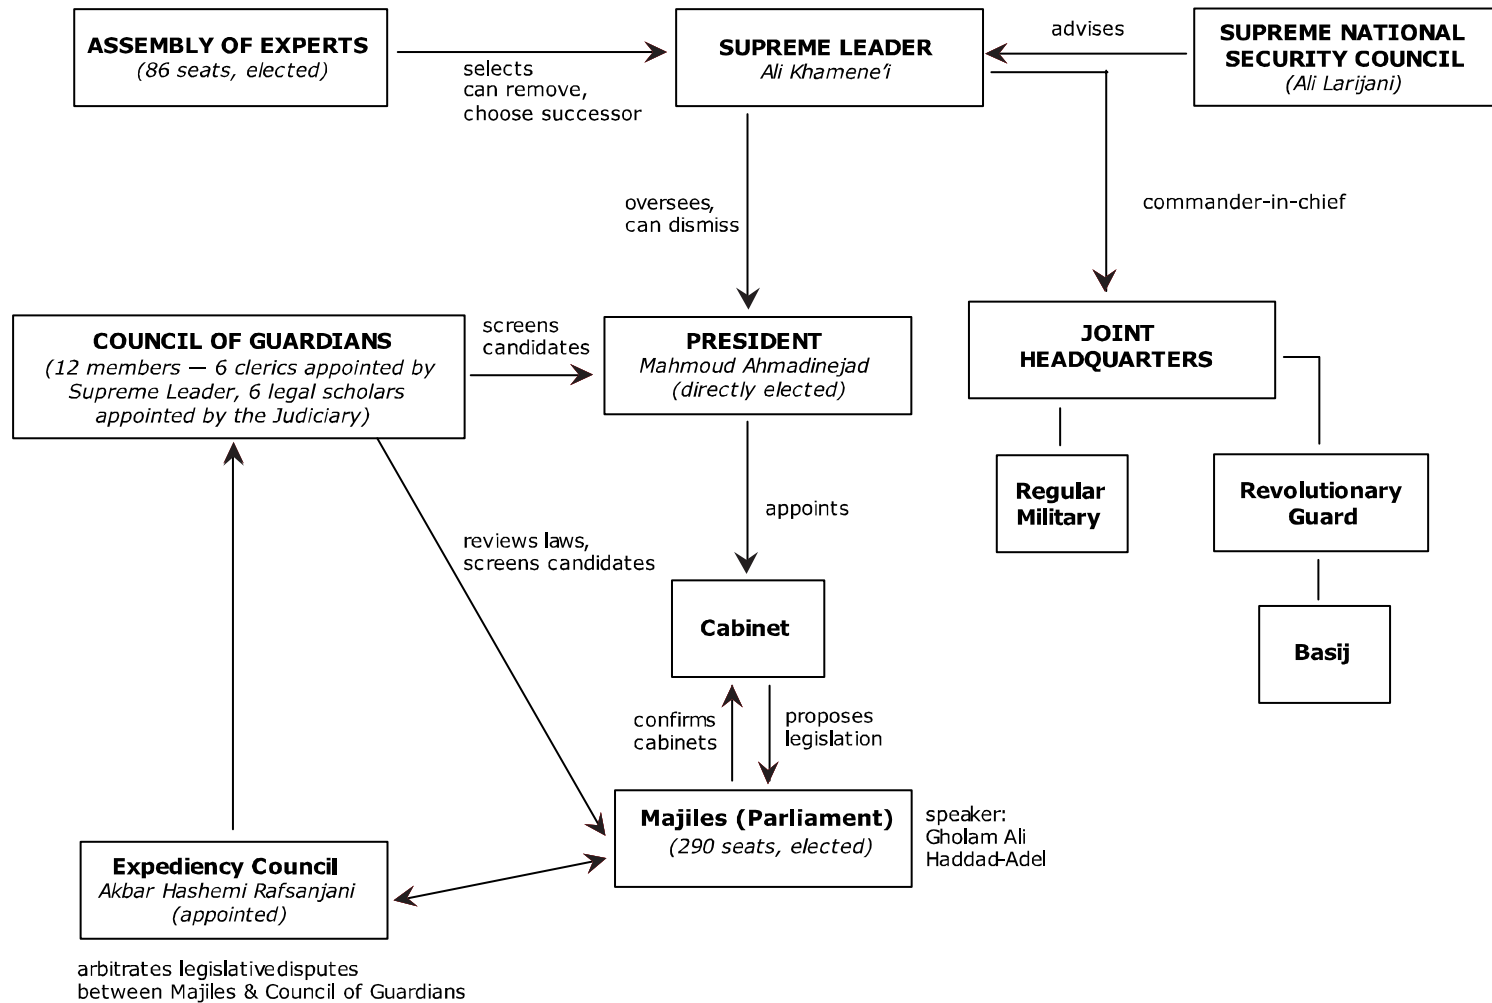 ASSEMBLY OF EXPERTS
(86 seats, elected)
selects
can remove,
choose successor
SUPREME LEADER
Ali Khamene’i
advises
SUPREME NATIONAL
SECURITY COUNCIL
(Ali Larijani)
oversees,
can dismiss
commander-in-chief
COUNCIL OF GUARDIANS
(12 members — 6 clerics appointed by
Supreme Leader, 6 legal scholars
appointed by the Judiciary)
screens
candidates
PRESIDENT
Mahmoud Ahmadinejad
(directly elected)
JOINT
HEADQUARTERS
Regular
Military
Revolutionary
Guard
appoints
reviews laws,
screens candidates
Cabinet
Basij
confirms
cabinets
proposes
legislation
Majiles (Parliament)
(290 seats, elected)
speaker:
Gholam Ali
Haddad-Adel
Expediency Council
Akbar Hashemi Rafsanjani
(appointed)
arbitrates legislativedisputes
between Majiles & Council of Guardians